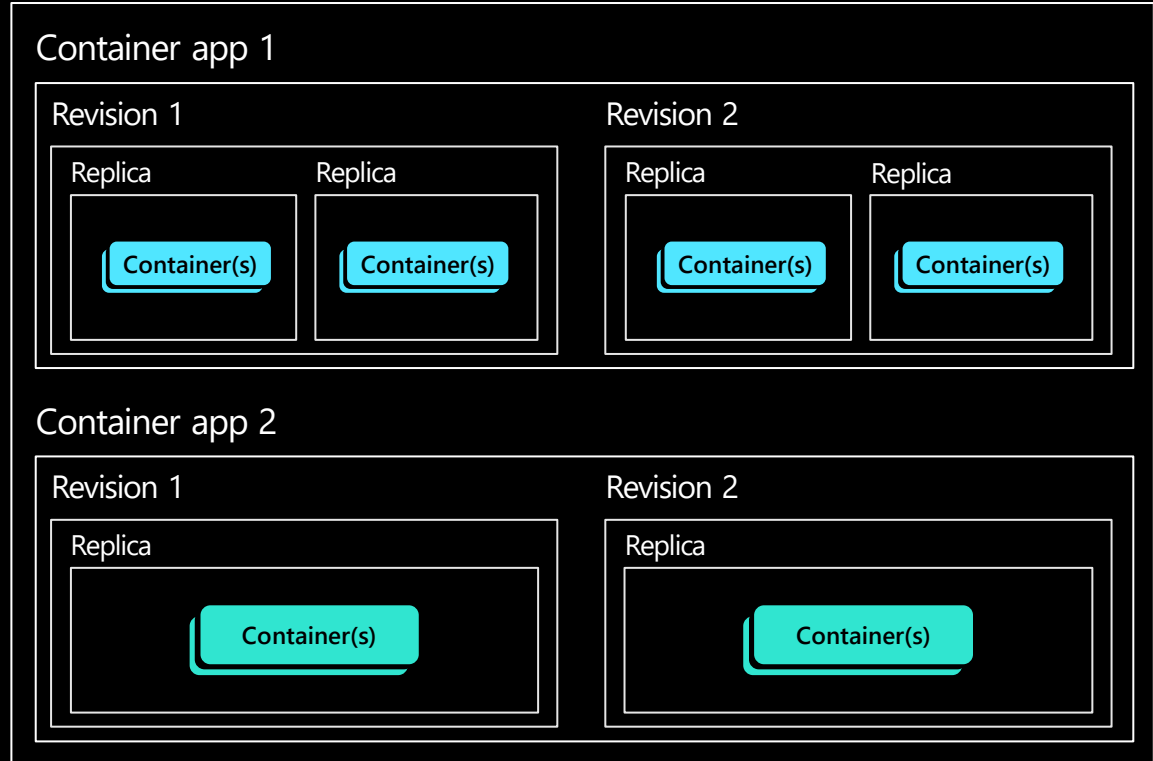 Container app 1
Revision 1
Revision 2
Replica
Replica
Replica
Replica
Container(s)
Container(s)
Container(s)
Container(s)
Container app 2
Revision 1
Revision 2
Replica
Replica
Container(s)
Container(s)